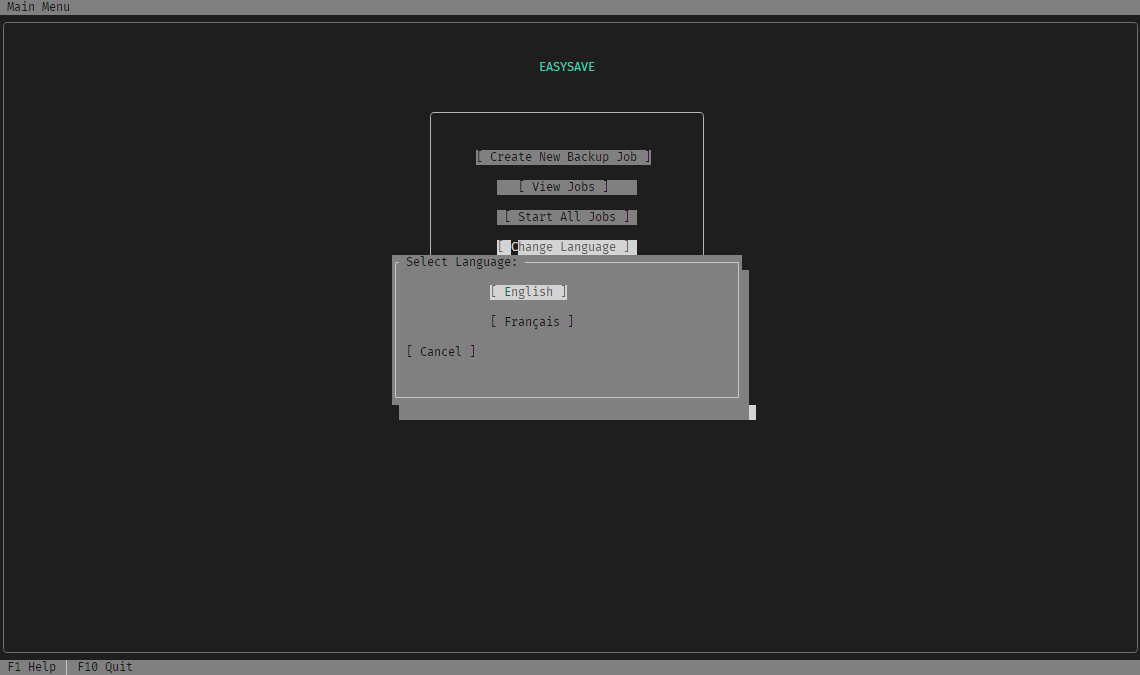 Main Menu
EASYSAVE
[ Create New Backup Job ]
[ View Jobs ]
[ Start All Jobs ]
[ Change Language ]
Select Language:
[ English ]
[ Français ]
[ Cancel ]
F1 Help │ F10 Quit